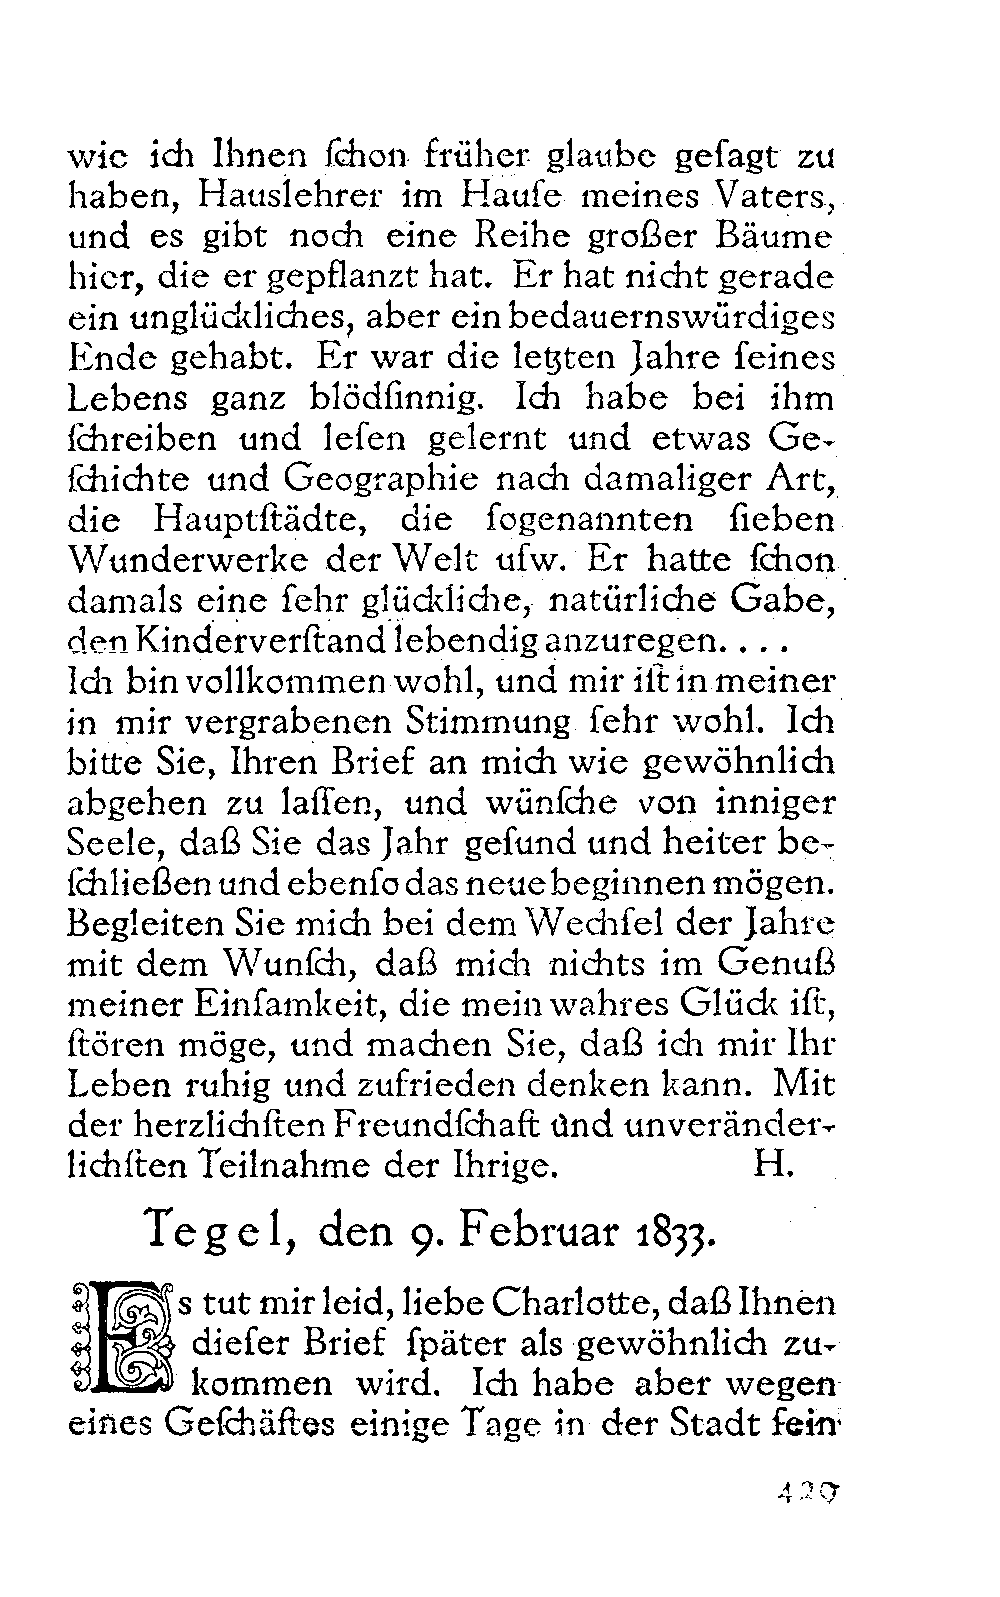 wie ich Ihnen ſchon früher glaube geſagt zu
haben, Hauslehrer im Hauſe meines Vaters,
und es gibt noch eine Reihe großer Bäume
hier, die er gepflanzt hat. Er hat nicht gerade
ein unglückliches, aber ein bedauernswürdiges
Ende gehabt. Er war die letzten Jahre ſeines
Lebens ganz blödſinnig. Ich habe bei ihm
ſchreiben und leſen gelernt und etwas Ge-
ſchichte und Geographie nach damaliger Art,
die Hauptſtädte, die ſogenannten ſieben
Wunderwerke der Welt uſw. Er hatte ſchon
damals eine ſehr glückliche, natürliche Gabe,
den Kinderverſtand lebendig anzuregen. . . .
Ich bin vollkommen wohl, und mir iſt in meiner
in mir vergrabenen Stimmung ſehr wohl. Ich
bitte Sie, Ihren Brief an mich wie gewöhnlich
abgehen zu laſſen, und wünſche von inniger
Seele, daß Sie das Jahr geſund und heiter be-
ſchließen und ebenſo das neue beginnen mögen.
Begleiten Sie mich bei dem Wechſel der Jahre
mit dem Wunſch, daß mich nichts im Genuß
meiner Einſamkeit, die mein wahres Glück iſt,
ſtören möge, und machen Sie, daß ich mir Ihr
Leben ruhig und zufrieden denken kann. Mit
der herzlichſten Freundſchaft und unveränder-
lichſten Teilnahme der Ihrige. H.
Tegel, den 9. Februar 1833.
Es tut mir leid, liebe Charlotte, daß Ihnen
dieſer Brief ſpäter als gewöhnlich zu-
kommen wird. Ich habe aber wegen
eines Geſchäftes einige Tage in der Stadt ſein
429